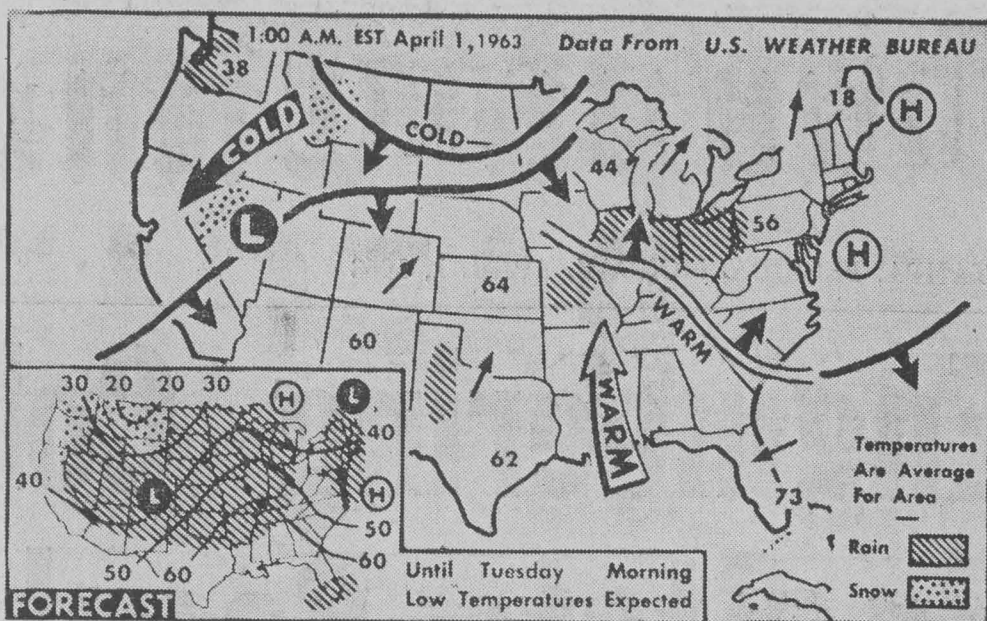 1:00 A.M. EST April 1, 1963 Data From U.S. WEATHER BUREAU
38
18
H
COLD
COLD
44
56
L
H
64
WARM
60
WARM
62
73
Temperatures
Are Average
For Area
Rain
Snow
30 20 20 30
H
L
40
40
L
H
50
50
60
60
Until Tuesday Morning
Low Temperatures Expected
FORECAST